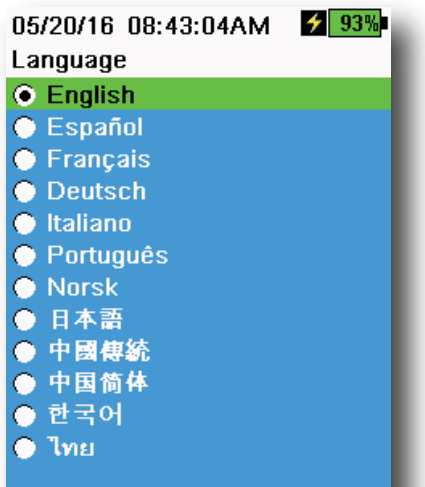 05/20/16 08:43:04AM 93%
Language
English
Español
Français
Deutsch
Italiano
Português
Norsk
日本語
中國傳統
中国简体
한국어
ไทย